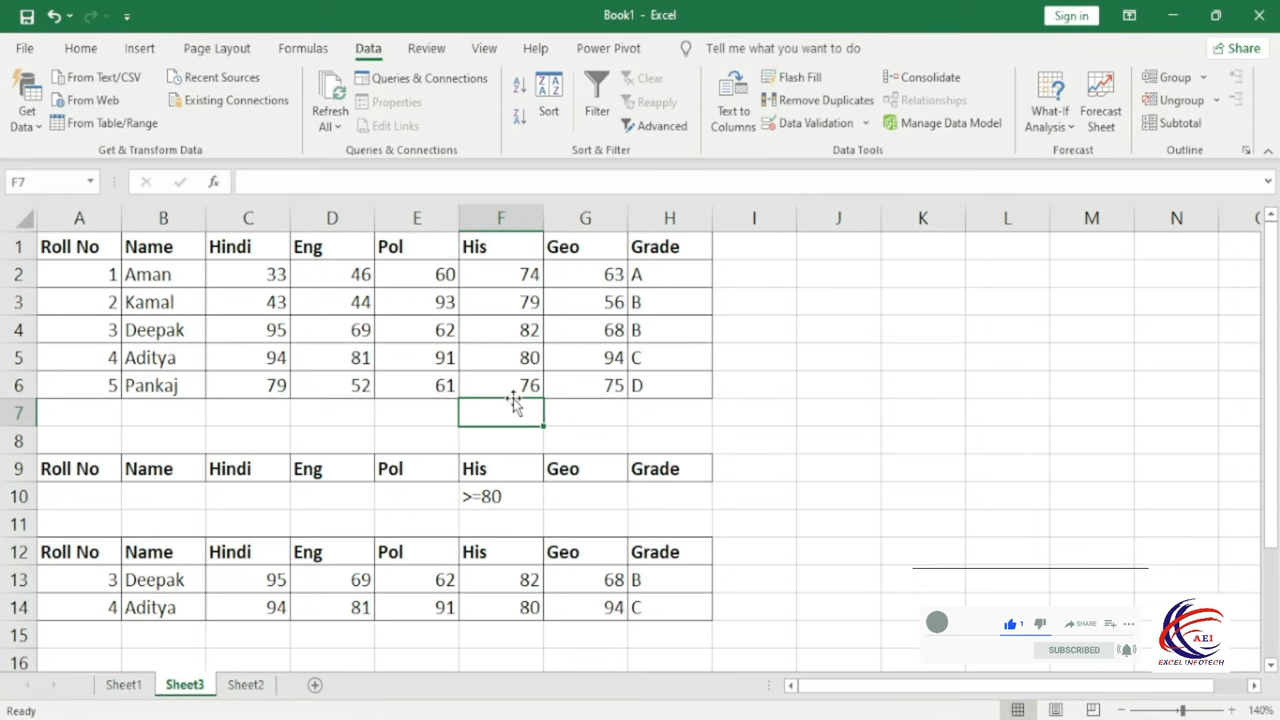 Book1 - Excel
Sign in
File Home Insert Page Layout Formulas Data Review View Help Power Pivot Tell me what you want to do Share
Get Data
From Text/CSV
From Web
From Table/Range
Recent Sources
Existing Connections
Get & Transform Data
Refresh All
Queries & Connections
Properties
Edit Links
Queries & Connections
Sort
Filter
Clear
Reapply
Advanced
Sort & Filter
Text to Columns
Flash Fill
Remove Duplicates
Data Validation
Consolidate
Relationships
Manage Data Model
Data Tools
What-If Analysis
Forecast Sheet
Forecast
Group
Ungroup
Subtotal
Outline
F7 fx
A B C D E F G H I J K L M N
1 Roll No Name Hindi Eng Pol His Geo Grade
2 1 Aman 33 46 60 74 63 A
3 2 Kamal 43 44 93 79 56 B
4 3 Deepak 95 69 62 82 68 B
5 4 Aditya 94 81 91 80 94 C
6 5 Pankaj 79 52 61 76 75 D
7
8
9 Roll No Name Hindi Eng Pol His Geo Grade
10 >=80
11
12 Roll No Name Hindi Eng Pol His Geo Grade
13 3 Deepak 95 69 62 82 68 B
14 4 Aditya 94 81 91 80 94 C
15
16
1 SHARE
SUBSCRIBED
AEI
EXCEL INFOTECH
Sheet1 Sheet3 Sheet2
Ready 140%